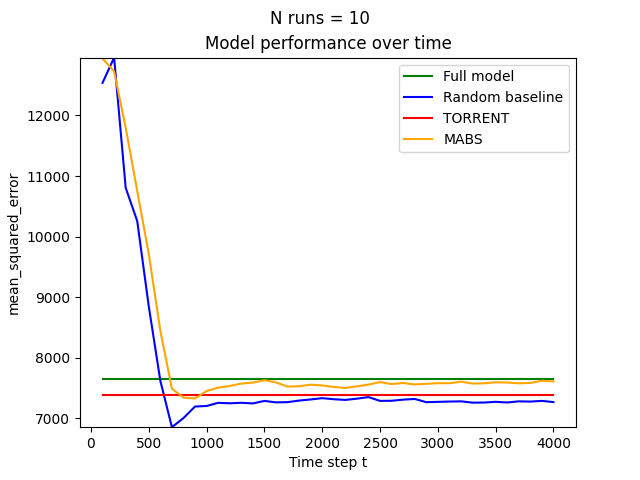 N runs = 10
Model performance over time
Full model
Random baseline
TORRENT
MABS
mean_squared_error
12000
11000
10000
9000
8000
7000
0 500 1000 1500 2000 2500 3000 3500 4000
Time step t